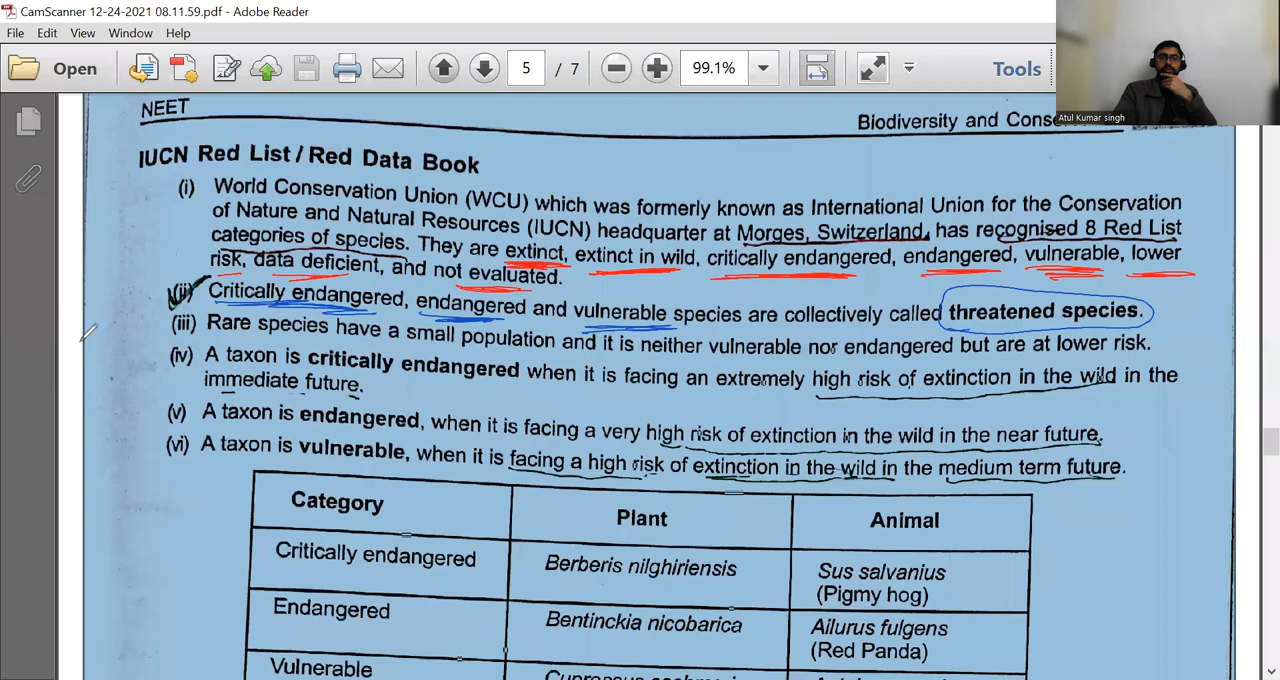 CamScanner 12-24-2021 08.11.59.pdf - Adobe Reader
File Edit View Window Help
Open 5 / 7 99.1% Tools
Atul Kumar singh
NEET
Biodiversity and
IUCN Red List / Red Data Book
(i) World Conservation Union (WCU) which was formerly known as International Union for the Conservation
of Nature and Natural Resources (IUCN) headquarter at Morges, Switzerland, has recognised 8 Red List
categories of species. They are extinct, extinct in wild, critically endangered, endangered, vulnerable, lower
risk, data deficient, and not evaluated.
(ii) Critically endangered, endangered and vulnerable species are collectively called threatened species.
(iii) Rare species have a small population and it is neither vulnerable nor endangered but are at lower risk.
(iv) A taxon is critically endangered when it is facing an extremely high risk of extinction in the wild in the
immediate future.
(v) A taxon is endangered, when it is facing a very high risk of extinction in the wild in the near future.
(vi) A taxon is vulnerable, when it is facing a high risk of extinction in the wild in the medium term future.
Category Plant Animal
Critically endangered Berberis nilghiriensis Sus salvanius
(Pigmy hog)
Endangered Bentinckia nicobarica Ailurus fulgens
(Red Panda)
Vulnerable